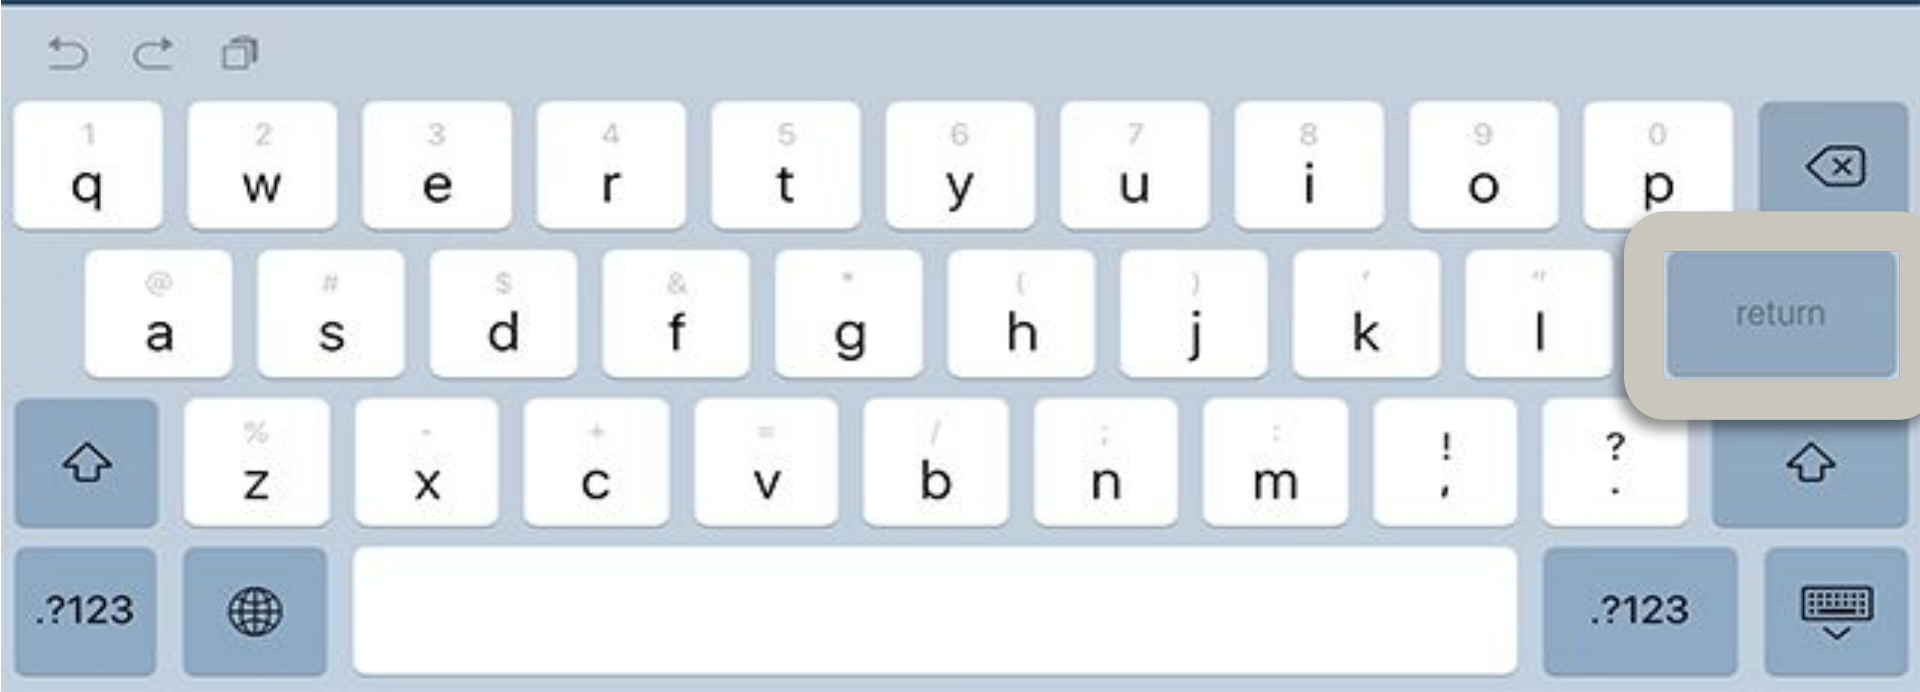 1 2 3 4 5 6 7 8 9 0
q w e r t y u i o p
@ # $ & * ( ) ' "
a s d f g h j k l return
% - + = / ; : ! ?
z x c v b n m , .
.?123 .?123